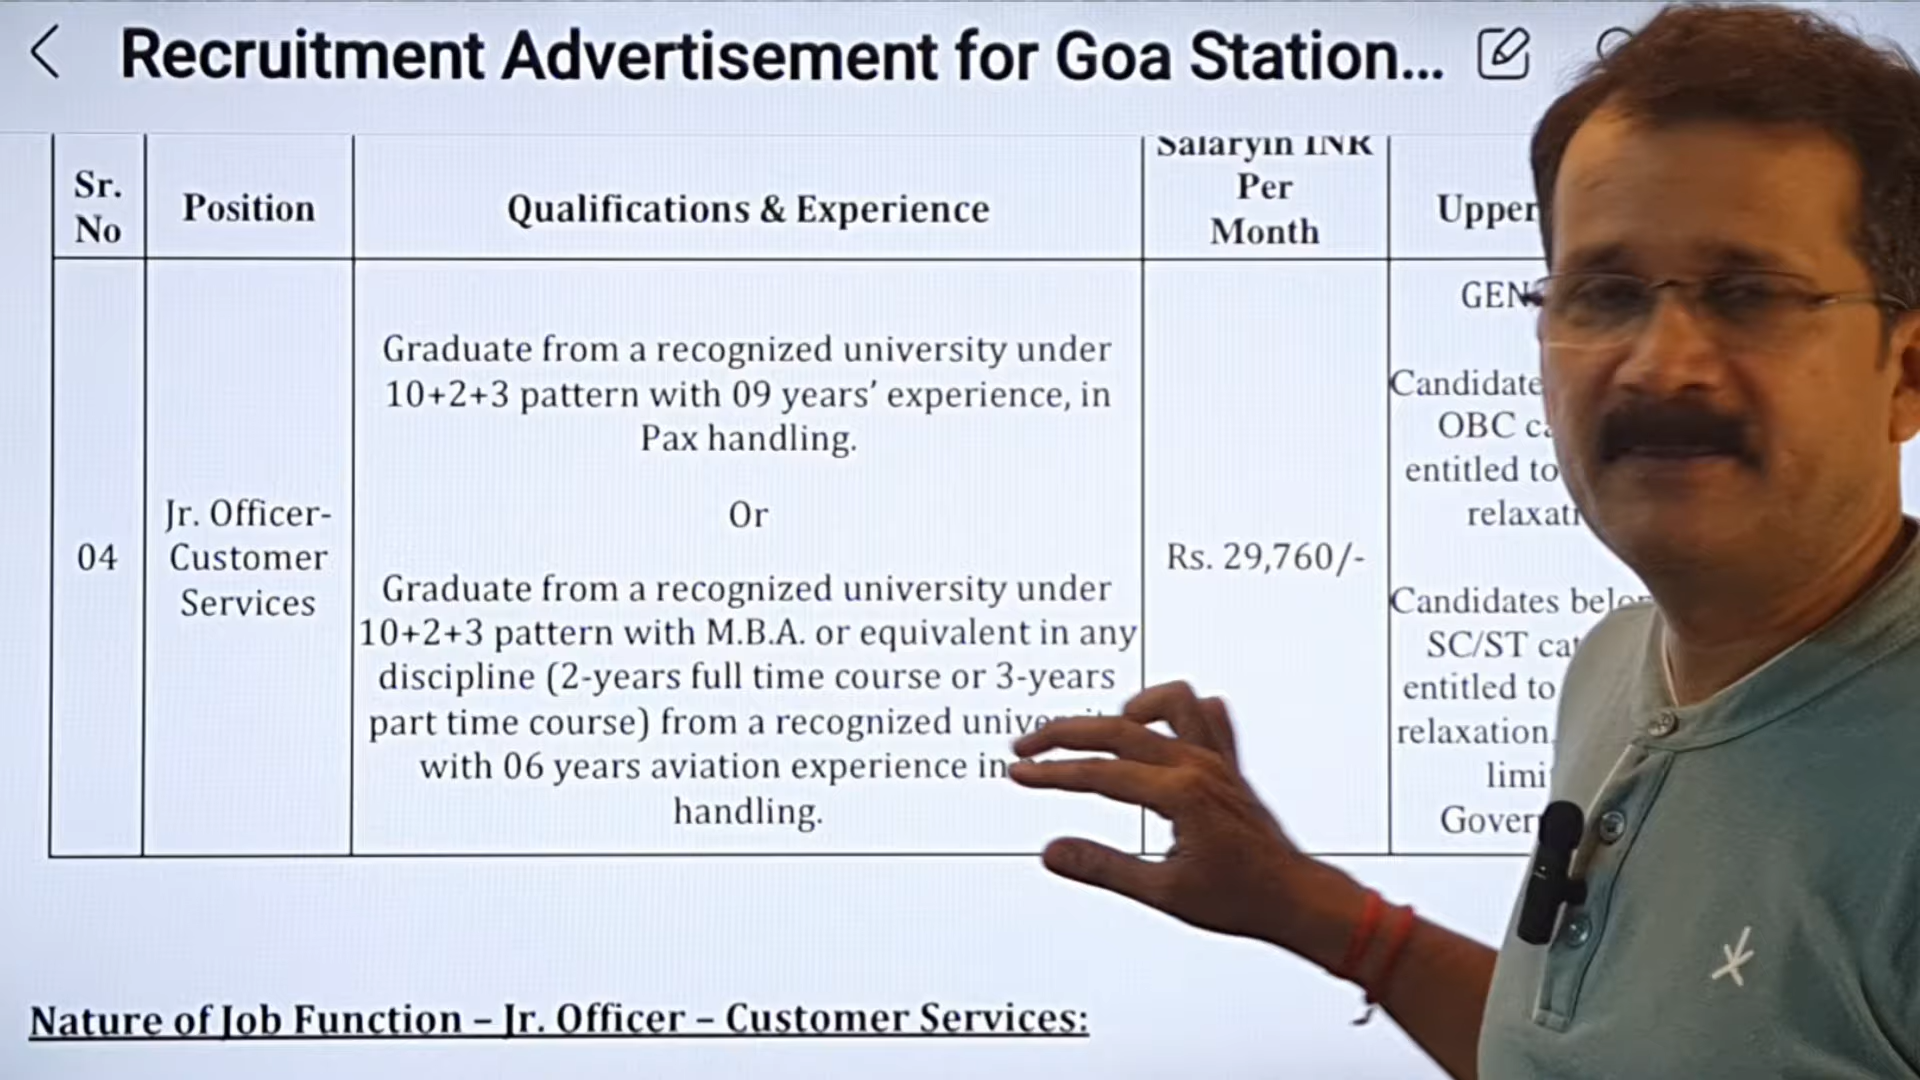 Recruitment Advertisement for Goa Station...
Sr.
No
Position
Qualifications & Experience
Salaryin INR
Per
Month
Upper
04
Jr. Officer-
Customer
Services
Graduate from a recognized university under
10+2+3 pattern with 09 years' experience, in
Pax handling.
Or
Graduate from a recognized university under
10+2+3 pattern with M.B.A. or equivalent in any
discipline (2-years full time course or 3-years
part time course) from a recognized
with 06 years aviation experience in
handling.
Rs. 29,760/-
GEN
Candidate
OBC
entitled to
Candidates
SC/ST
entitled to
relaxation
Nature of Job Function – Jr. Officer – Customer Services: